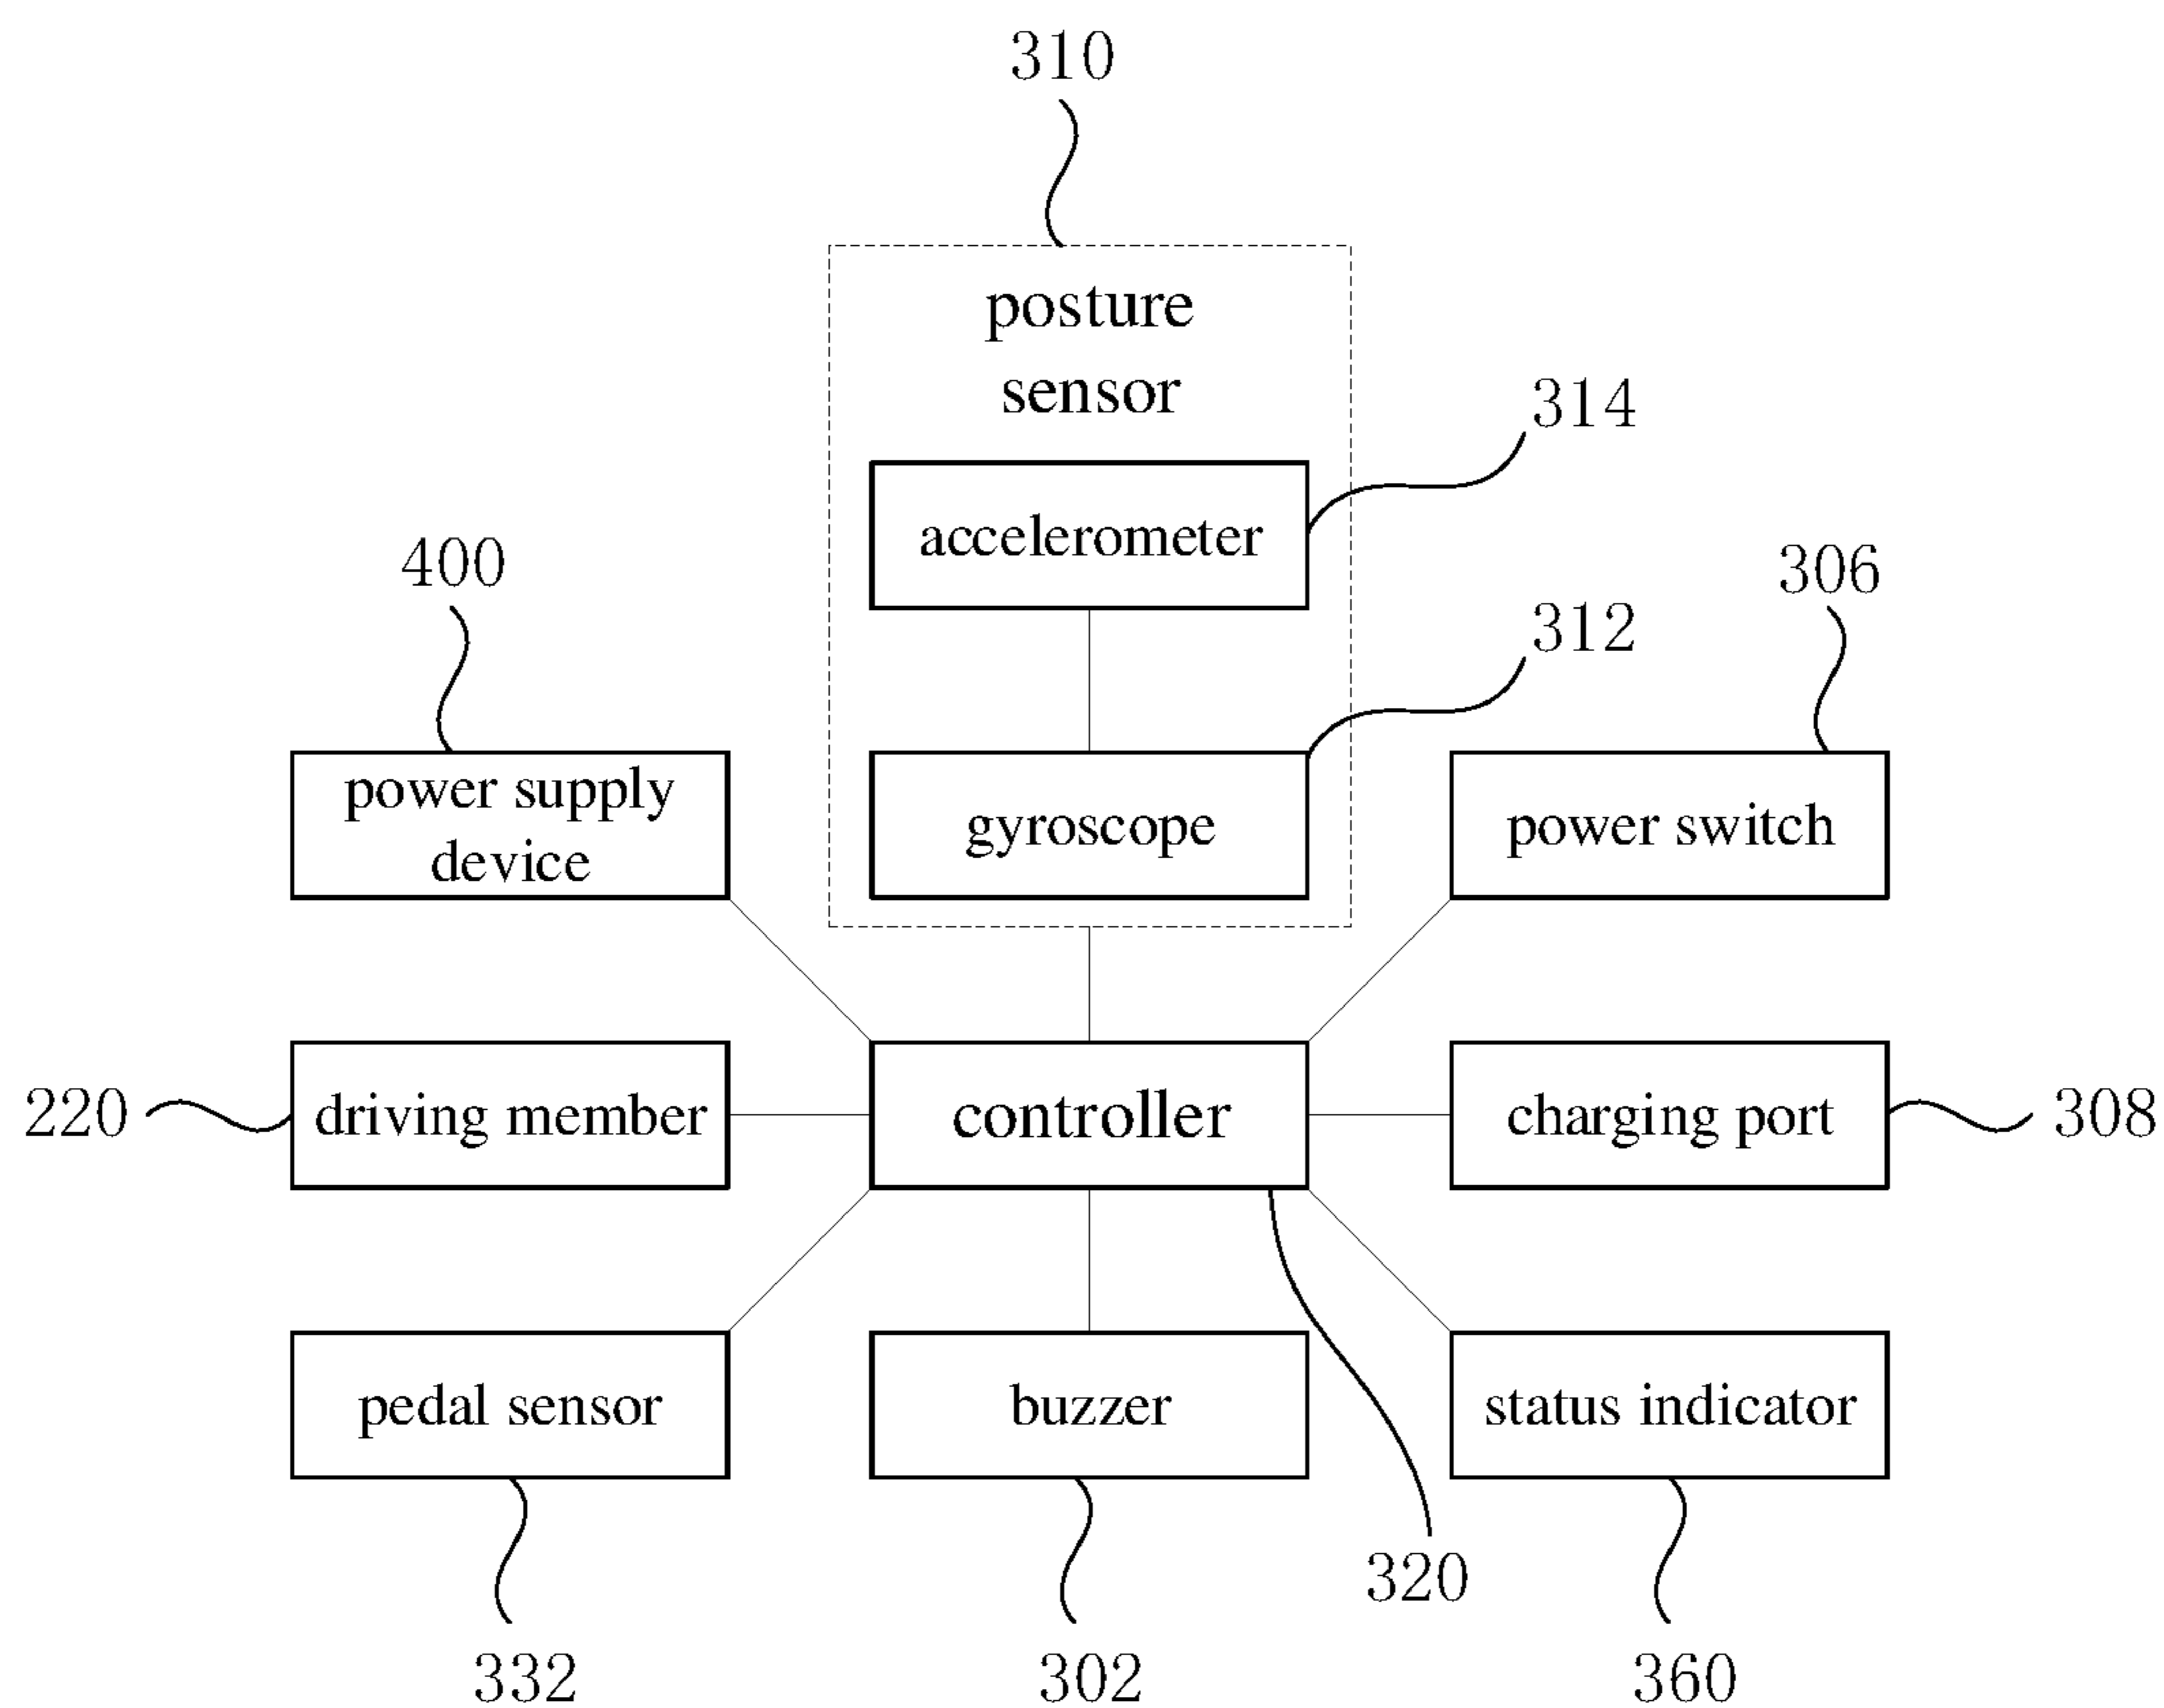 310
posture
sensor
314
accelerometer
400
306
312
power supply
device
gyroscope
power switch
220
driving member
controller
charging port
308
pedal sensor
buzzer
status indicator
320
332
302
360